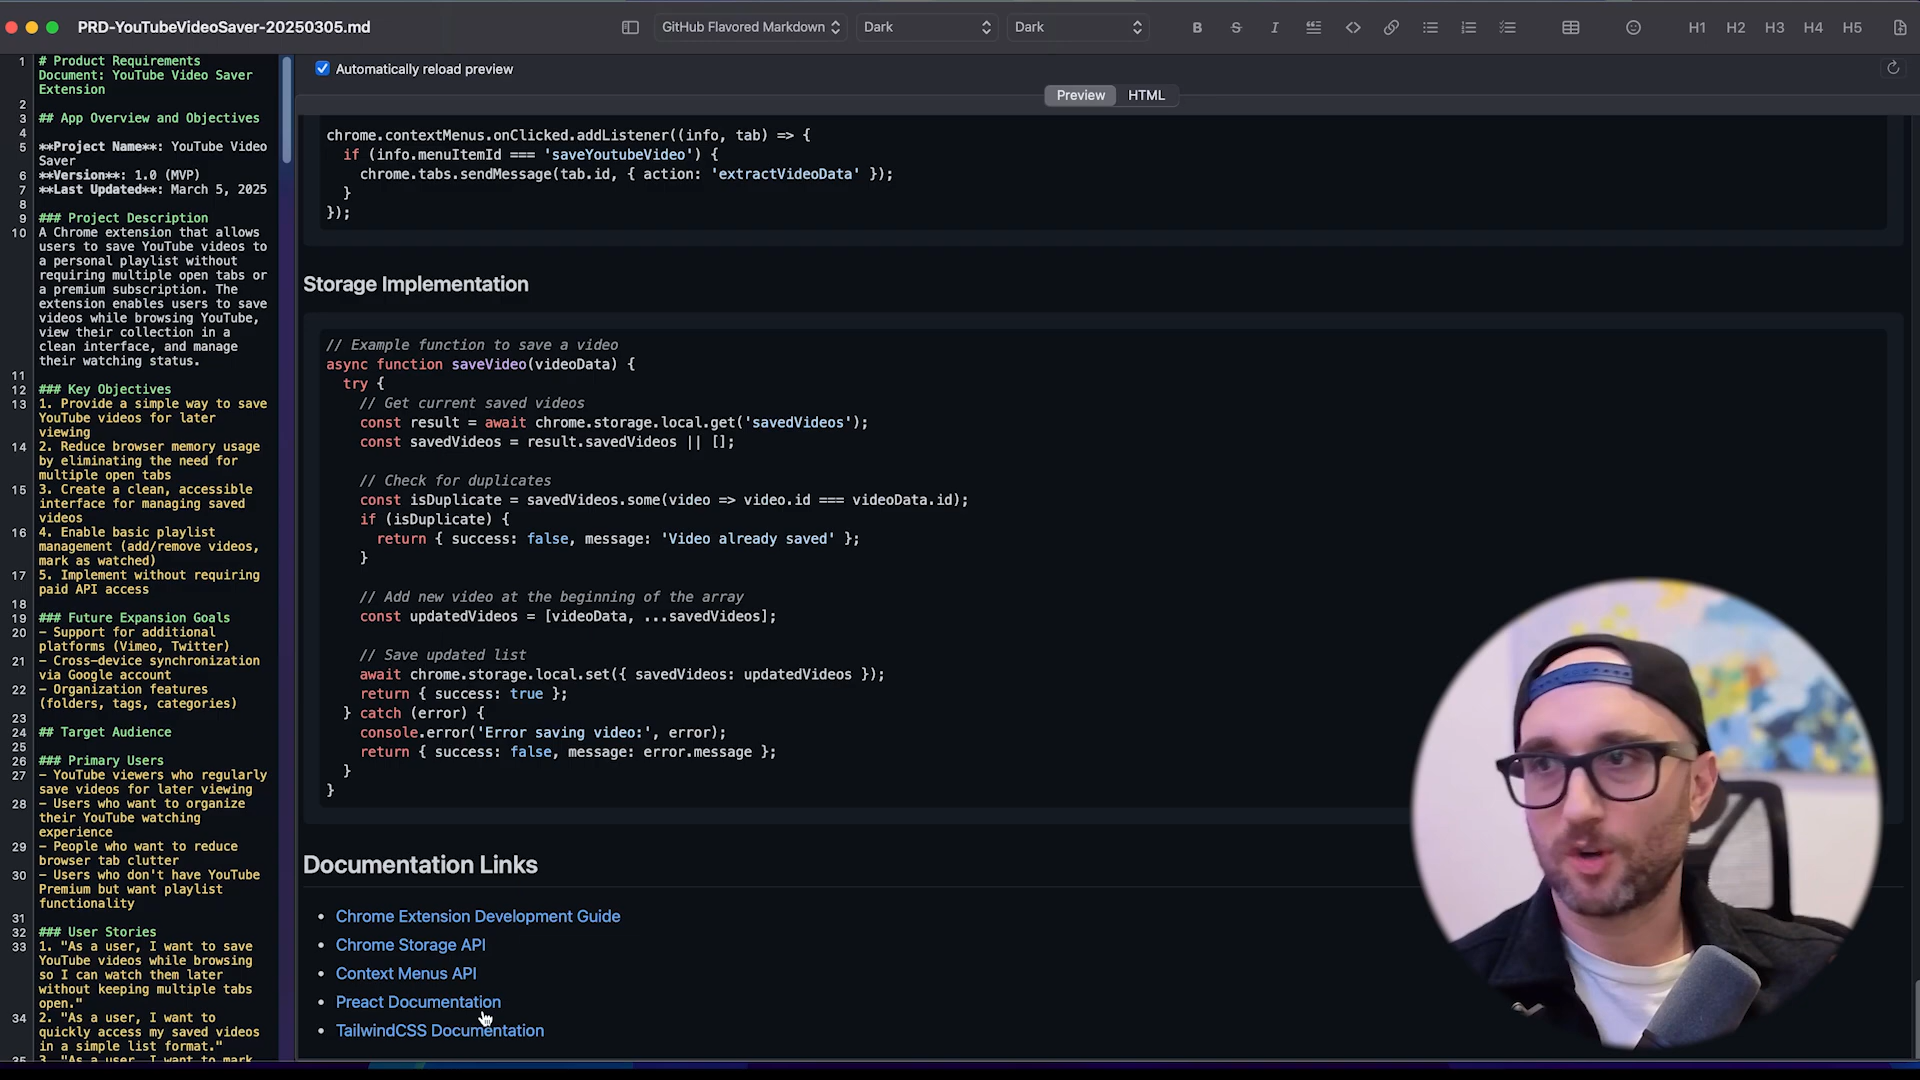 PRD-YouTubeVideoSaver-20250305.md
GitHub Flavored Markdown
Dark
Dark
B
S
I
H1
H2
H3
H4
H5
1 # Product Requirements
Document: YouTube Video Saver
Extension
2
3 ## App Overview and Objectives
4
5 **Project Name**: YouTube Video
Saver
6 **Version**: 1.0 (MVP)
7 **Last Updated**: March 5, 2025
8
9 ### Project Description
10 A Chrome extension that allows
users to save YouTube videos to
a personal playlist without
requiring multiple open tabs or
a premium subscription. The
extension enables users to save
videos while browsing YouTube,
view their collection in a
clean interface, and manage
their watching status.
11
12 ### Key Objectives
13 1. Provide a simple way to save
YouTube videos for later
viewing
14 2. Reduce browser memory usage
by eliminating the need for
multiple open tabs
15 3. Create a clean, accessible
interface for managing saved
videos
16 4. Enable basic playlist
management (add/remove videos,
mark as watched)
17 5. Implement without requiring
paid API access
18
19 ### Future Expansion Goals
20 - Support for additional
platforms (Vimeo, Twitter)
21 - Cross-device synchronization
via Google account
22 - Organization features
(folders, tags, categories)
23
24 ## Target Audience
25
26 ### Primary Users
27 - YouTube viewers who regularly
save videos for later viewing
28 - Users who want to organize
their YouTube watching
experience
29 - People who want to reduce
browser tab clutter
30 - Users who don't have YouTube
Premium but want playlist
functionality
31
32 ### User Stories
33 1. "As a user, I want to save
YouTube videos while browsing
so I can watch them later
without keeping multiple tabs
open."
34 2. "As a user, I want to
quickly access my saved videos
in a simple list format."
35 3. "As a user, I want to mark
Automatically reload preview
Preview
HTML
chrome.contextMenus.onClicked.addListener((info, tab) => {
if (info.menuItemId === 'saveYoutubeVideo') {
chrome.tabs.sendMessage(tab.id, { action: 'extractVideoData' });
}
});
Storage Implementation
// Example function to save a video
async function saveVideo(videoData) {
try {
// Get current saved videos
const result = await chrome.storage.local.get('savedVideos');
const savedVideos = result.savedVideos || [];
// Check for duplicates
const isDuplicate = savedVideos.some(video => video.id === videoData.id);
if (isDuplicate) {
return { success: false, message: 'Video already saved' };
}
// Add new video at the beginning of the array
const updatedVideos = [videoData, ...savedVideos];
// Save updated list
await chrome.storage.local.set({ savedVideos: updatedVideos });
return { success: true };
} catch (error) {
console.error('Error saving video:', error);
return { success: false, message: error.message };
}
}
Documentation Links
• Chrome Extension Development Guide
• Chrome Storage API
• Context Menus API
• Preact Documentation
• TailwindCSS Documentation